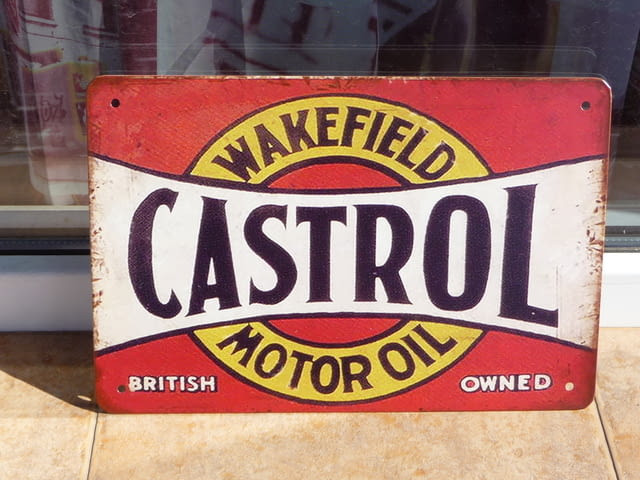 WAKEFIELD
CASTROL
MOTOR OIL
BRITISH OWNED